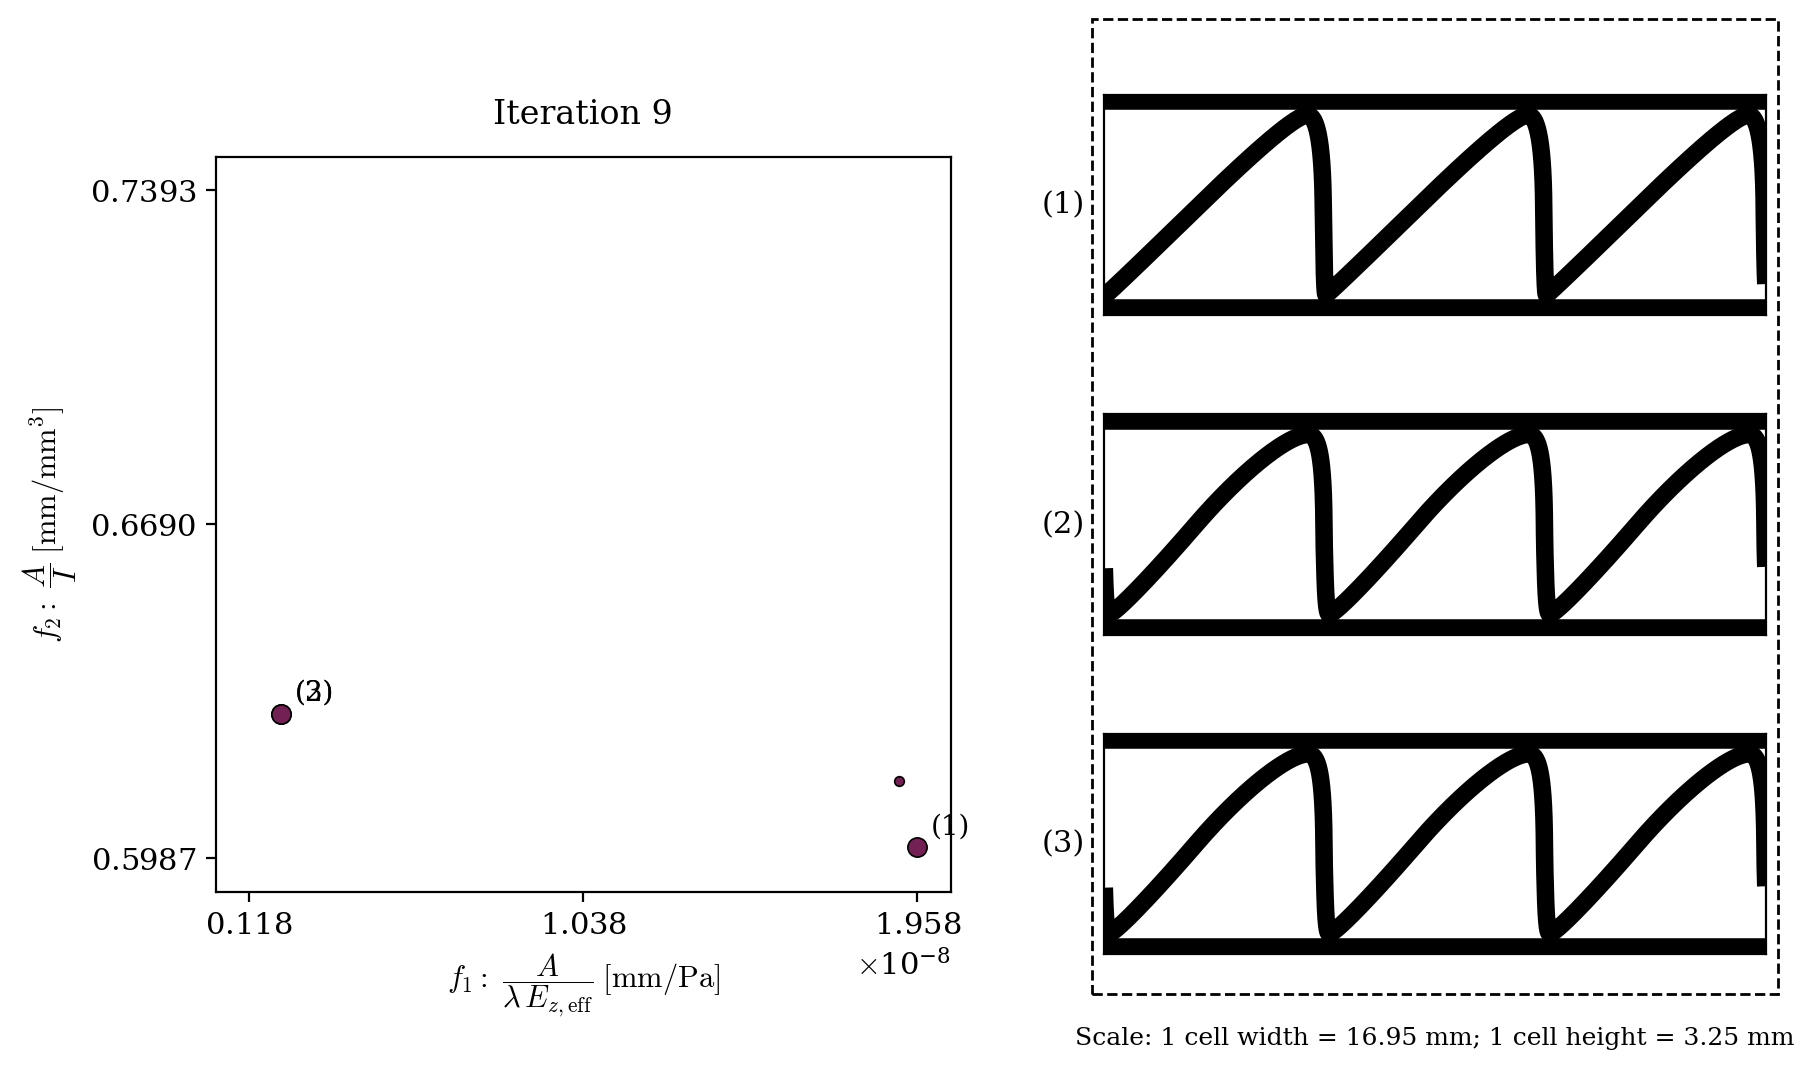 Iteration 9
0.7393
0.6690
0.5987
f₂: A/I [mm/mm³]
(3)
(1)
0.118 1.038 1.958
×10⁻⁸
f₁: A/(λ E_z,eff) [mm/Pa]
(1)
(2)
(3)
Scale: 1 cell width = 16.95 mm; 1 cell height = 3.25 mm